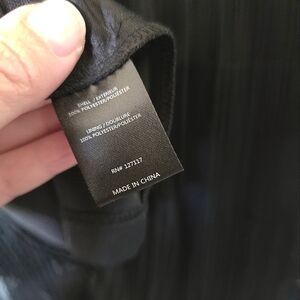 SHELL / EXTERIEUR
100% POLYESTER/POLYESTER
LINING / DOUBLURE
100% POLYESTER/POLYESTER
RN# 127117
MADE IN CHINA